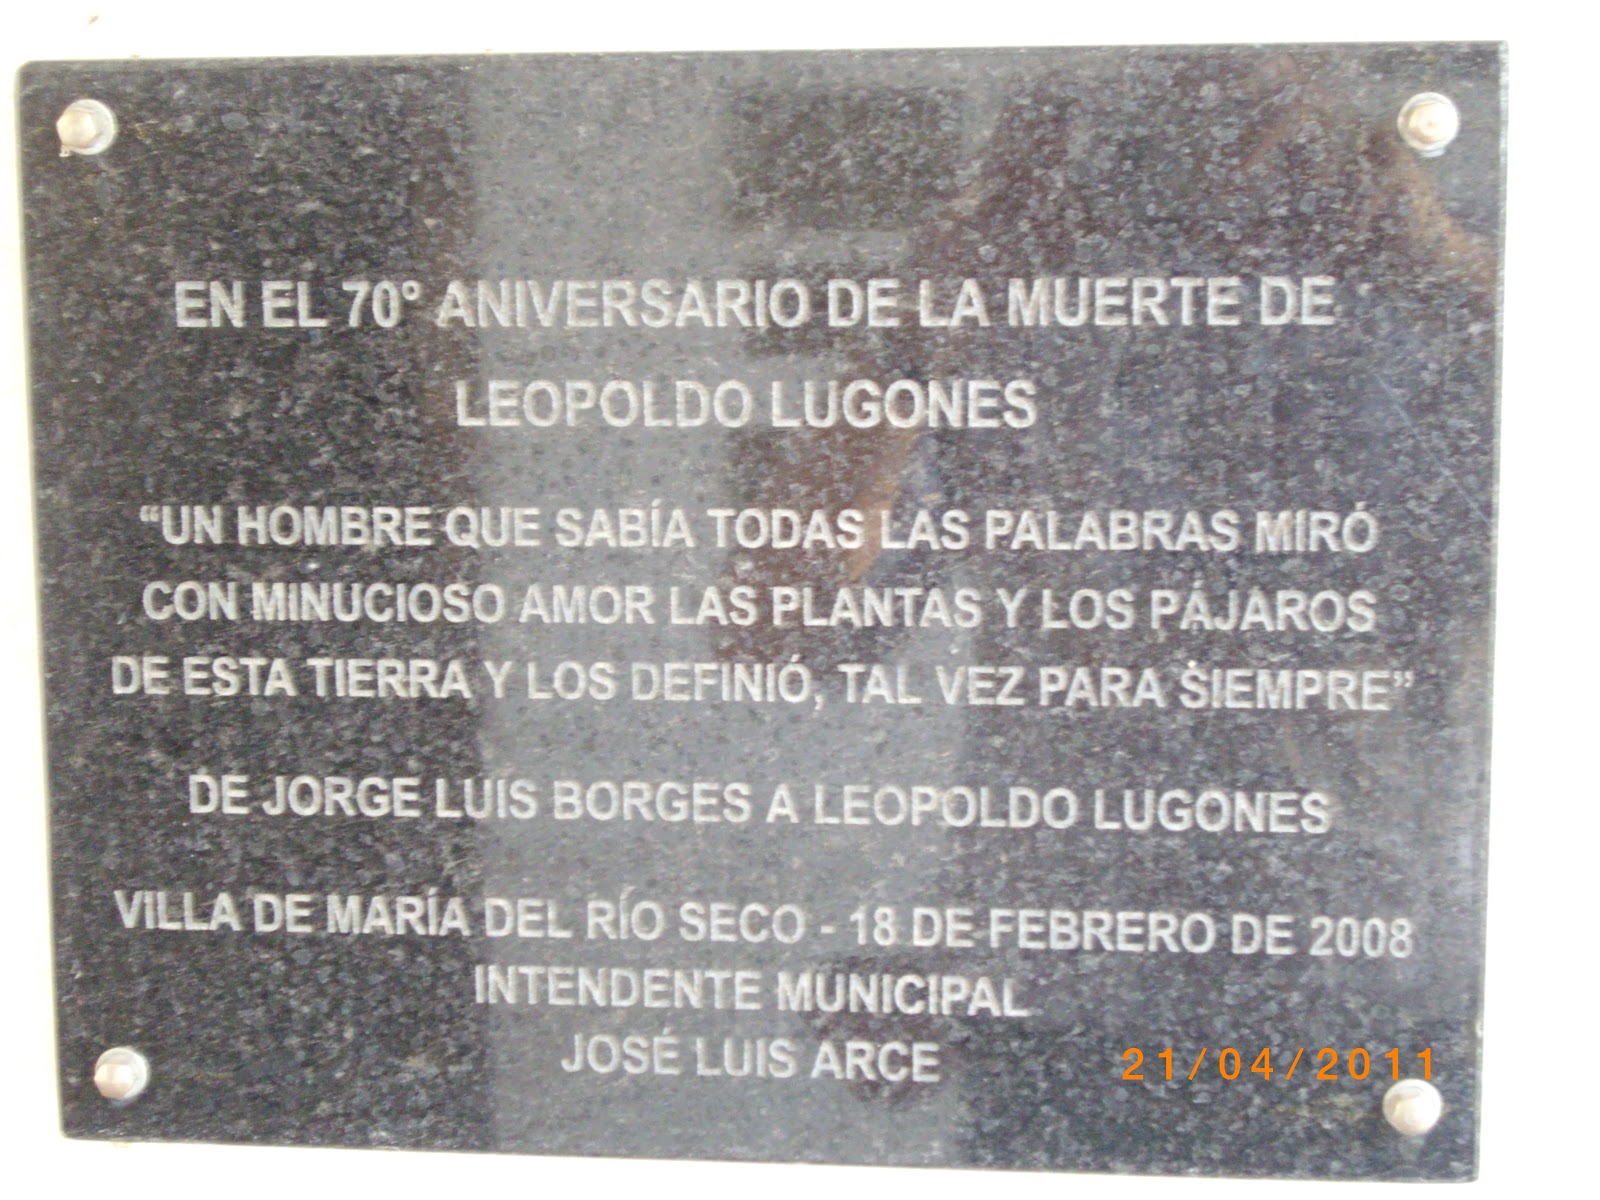 EN EL 70° ANIVERSARIO DE LA MUERTE DE
LEOPOLDO LUGONES
“UN HOMBRE QUE SABÍA TODAS LAS PALABRAS MIRÓ
CON MINUCIOSO AMOR LAS PLANTAS Y LOS PÁJAROS
DE ESTA TIERRA Y LOS DEFINIÓ, TAL VEZ PARA SIEMPRE”
DE JORGE LUIS BORGES A LEOPOLDO LUGONES
VILLA DE MARÍA DEL RÍO SECO - 18 DE FEBRERO DE 2008
INTENDENTE MUNICIPAL
JOSÉ LUIS ARCE
21/04/2011